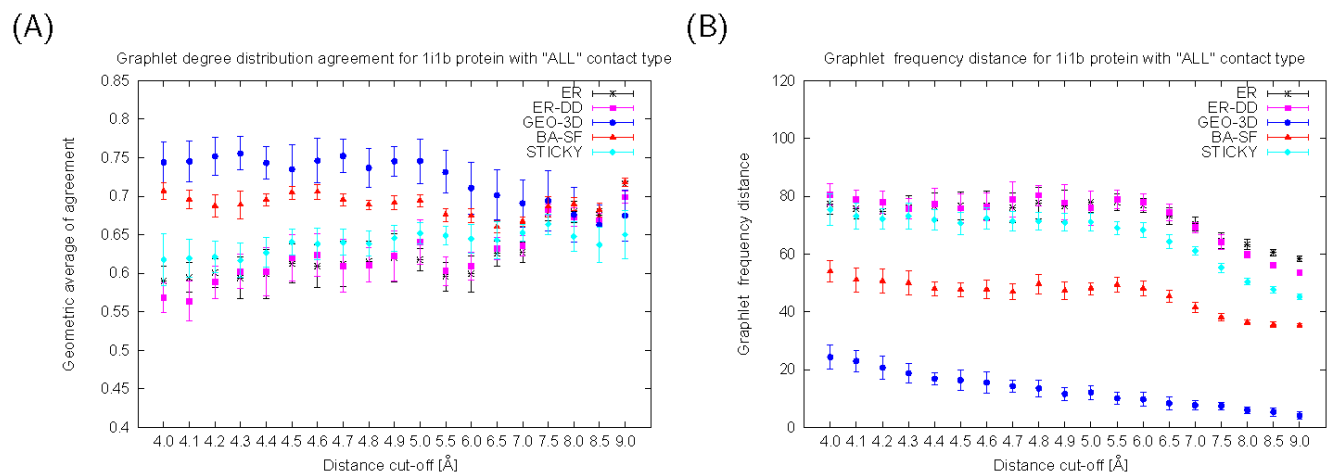 (A)
Graphlet degree distribution agreement for 1i1b protein with "ALL" contact type
Geometric average of agreement
0.85
0.8
0.75
0.7
0.65
0.6
0.55
0.5
0.45
0.4
ER
ER-DD
GEO-3D
BA-SF
STICKY
4.0 4.1 4.2 4.3 4.4 4.5 4.6 4.7 4.8 4.9 5.0 5.5 6.0 6.5 7.0 7.5 8.0 8.5 9.0
Distance cut-off [Å]
(B)
Graphlet frequency distance for 1i1b protein with "ALL" contact type
Graphlet frequency distance
120
100
80
60
40
20
0
ER
ER-DD
GEO-3D
BA-SF
STICKY
4.0 4.1 4.2 4.3 4.4 4.5 4.6 4.7 4.8 4.9 5.0 5.5 6.0 6.5 7.0 7.5 8.0 8.5 9.0
Distance cut-off [Å]